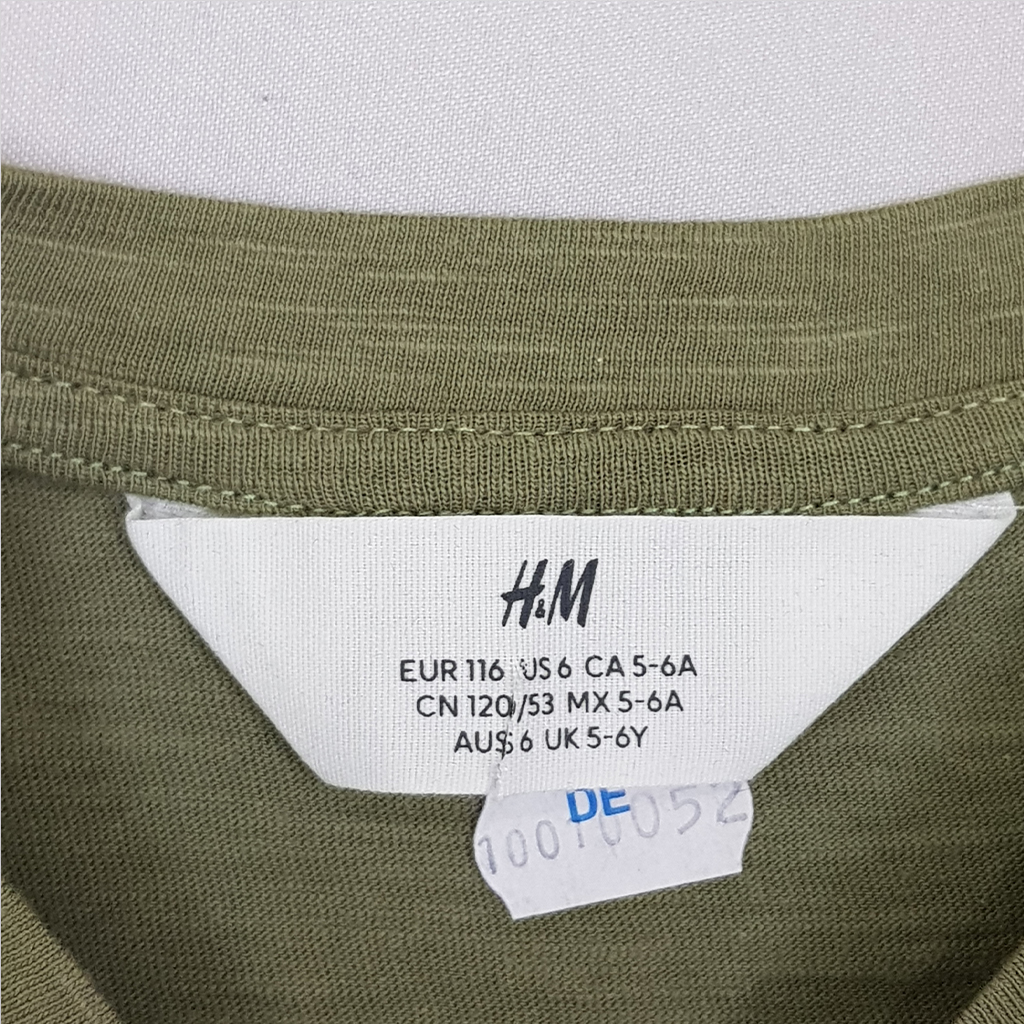 H&M
EUR 116 US 6 CA 5-6A
CN 120/53 MX 5-6A
AUS 6 UK 5-6Y
DE
10010052